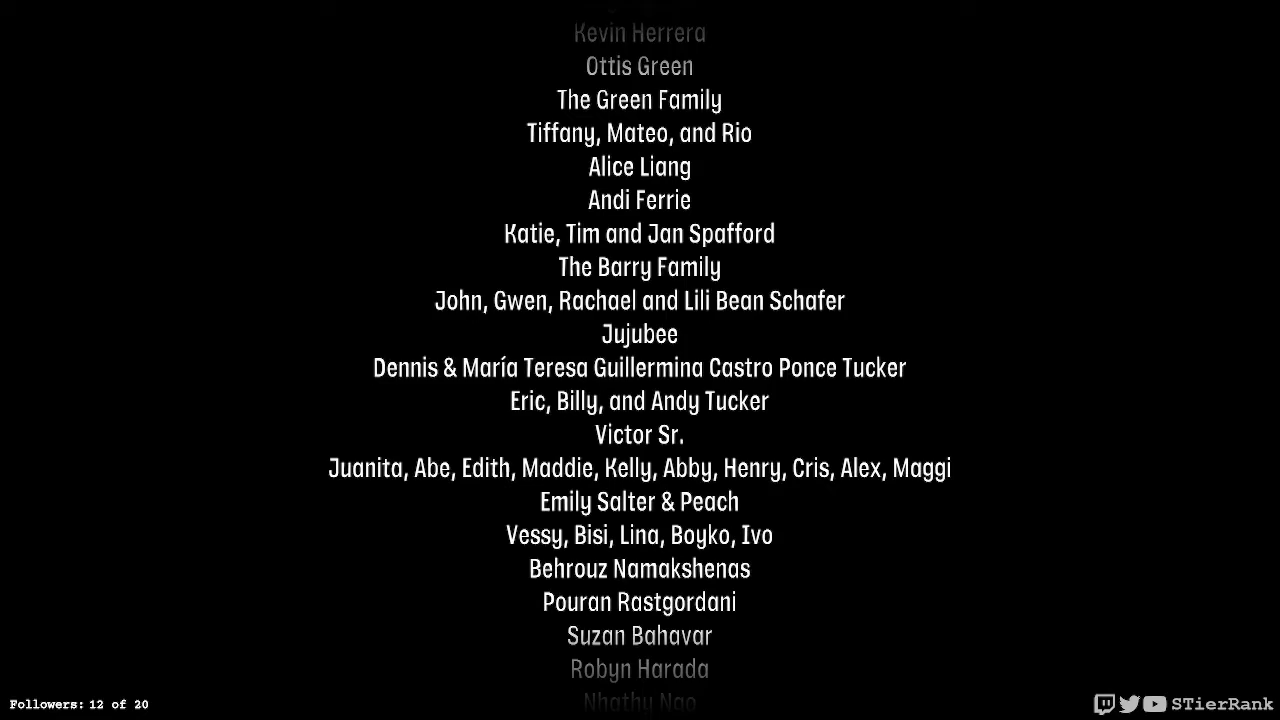 Kevin Herrera
Ottis Green
The Green Family
Tiffany, Mateo, and Rio
Alice Liang
Andi Ferrie
Katie, Tim and Jan Spafford
The Barry Family
John, Gwen, Rachael and Lili Bean Schafer
Jujubee
Dennis & María Teresa Guillermina Castro Ponce Tucker
Eric, Billy, and Andy Tucker
Victor Sr.
Juanita, Abe, Edith, Maddie, Kelly, Abby, Henry, Cris, Alex, Maggi
Emily Salter & Peach
Vessy, Bisi, Lina, Boyko, Ivo
Behrouz Namakshenas
Pouran Rastgordani
Suzan Bahavar
Robyn Harada
Nhathy Nao
Followers: 12 of 20
STierRank